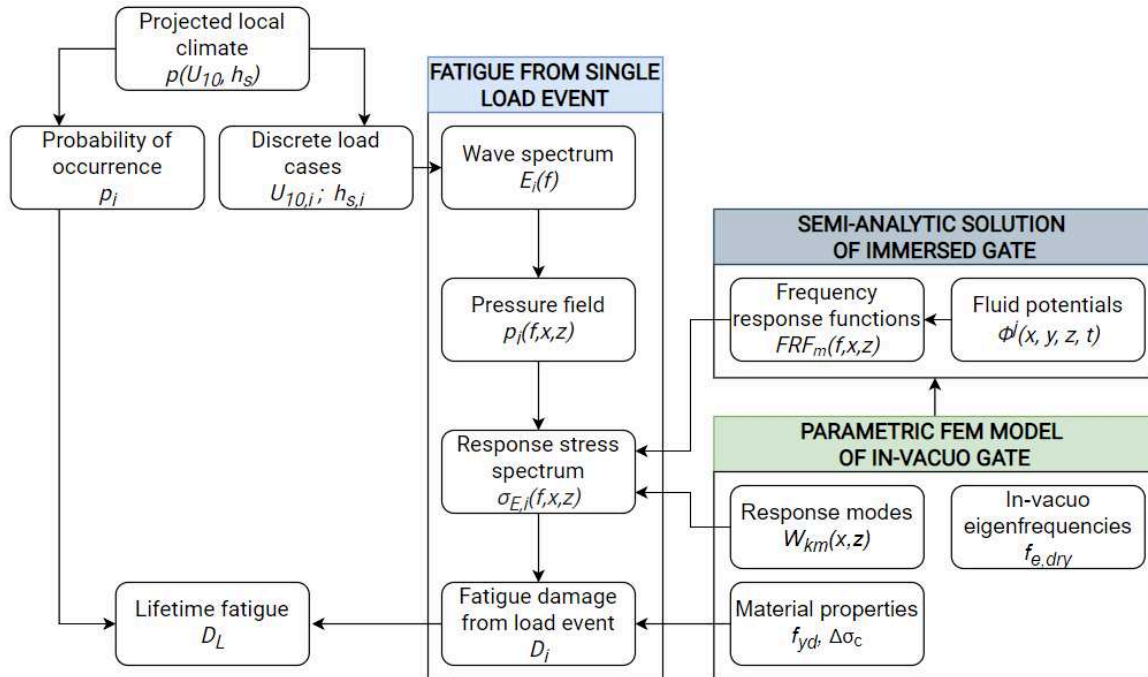 Projected local
climate
p(U10, hs)
Probability of
occurrence
pi
Discrete load
cases
U10,i ; hs,i
FATIGUE FROM SINGLE
LOAD EVENT
Wave spectrum
Ei(f)
Pressure field
pi(f,x,z)
Response stress
spectrum
σE,i(f,x,z)
Fatigue damage
from load event
Di
Lifetime fatigue
DL
SEMI-ANALYTIC SOLUTION
OF IMMERSED GATE
Frequency
response functions
FRFm(f,x,z)
Fluid potentials
Φj(x, y, z, t)
PARAMETRIC FEM MODEL
OF IN-VACUO GATE
Response modes
Wkm(x,z)
In-vacuo
eigenfrequencies
fe,dry
Material properties
fyd, Δσc